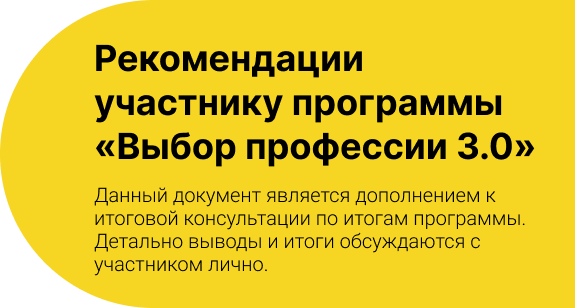 Рекомендации
участнику программы
«Выбор профессии 3.0»
Данный документ является дополнением к
итоговой консультации по итогам программы.
Детально выводы и итоги обсуждаются с
участником лично.